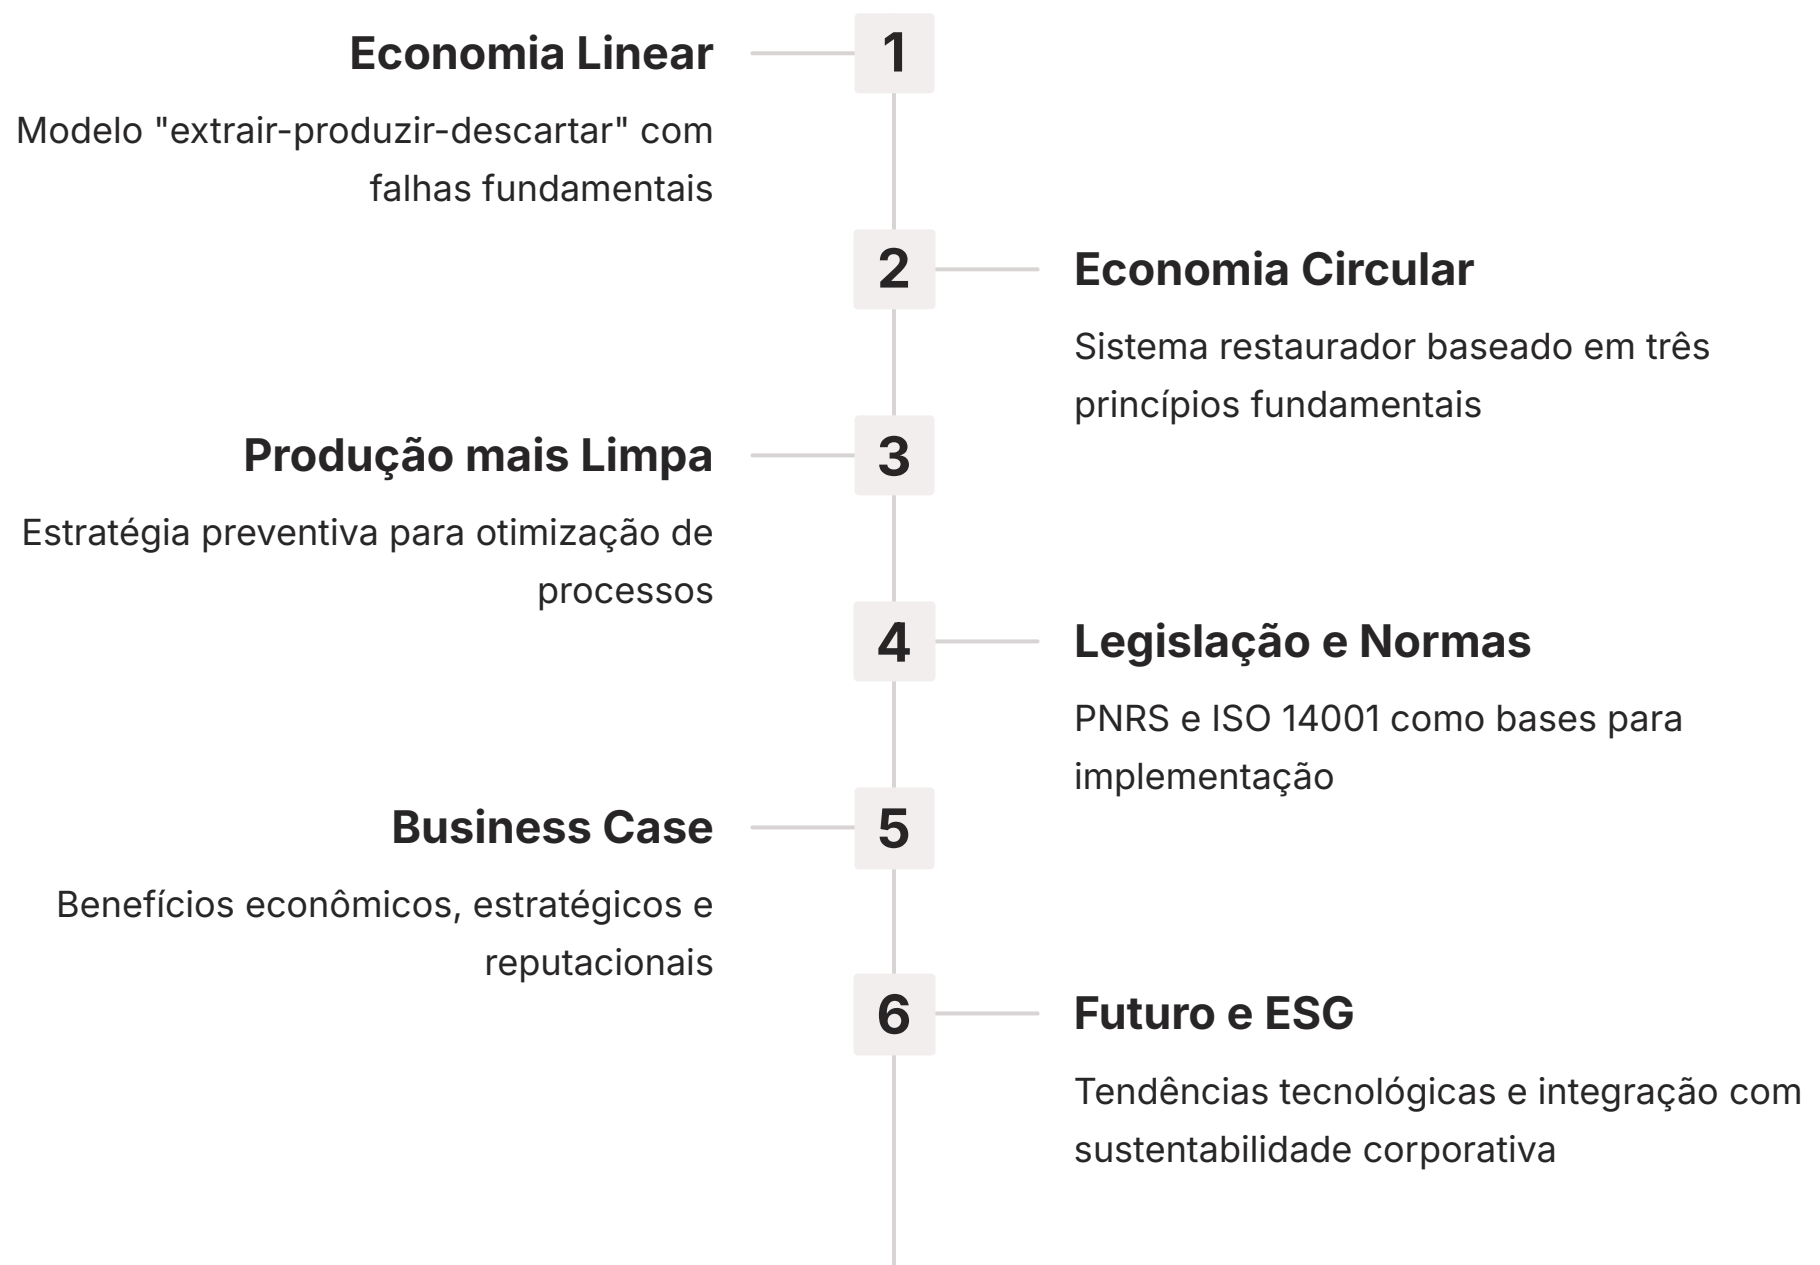 1
Economia Linear
Modelo "extrair-produzir-descartar" com
falhas fundamentais
2
Economia Circular
Sistema restaurador baseado em três
princípios fundamentais
3
Produção mais Limpa
Estratégia preventiva para otimização de
processos
4
Legislação e Normas
PNRS e ISO 14001 como bases para
implementação
5
Business Case
Benefícios econômicos, estratégicos e
reputacionais
6
Futuro e ESG
Tendências tecnológicas e integração com
sustentabilidade corporativa